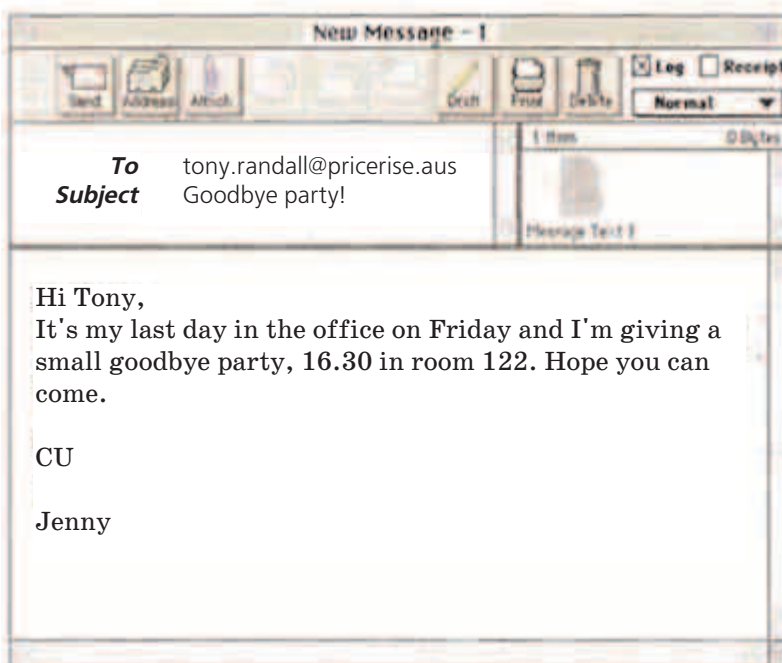 New Message – 1
Send Address Attach Draft Print Delete
Log Receipt
Normal
1 Item 0 Bytes
To tony.randall@pricerise.aus
Subject Goodbye party!
Message Text
Hi Tony,
It's my last day in the office on Friday and I'm giving a
small goodbye party, 16.30 in room 122. Hope you can
come.
CU
Jenny